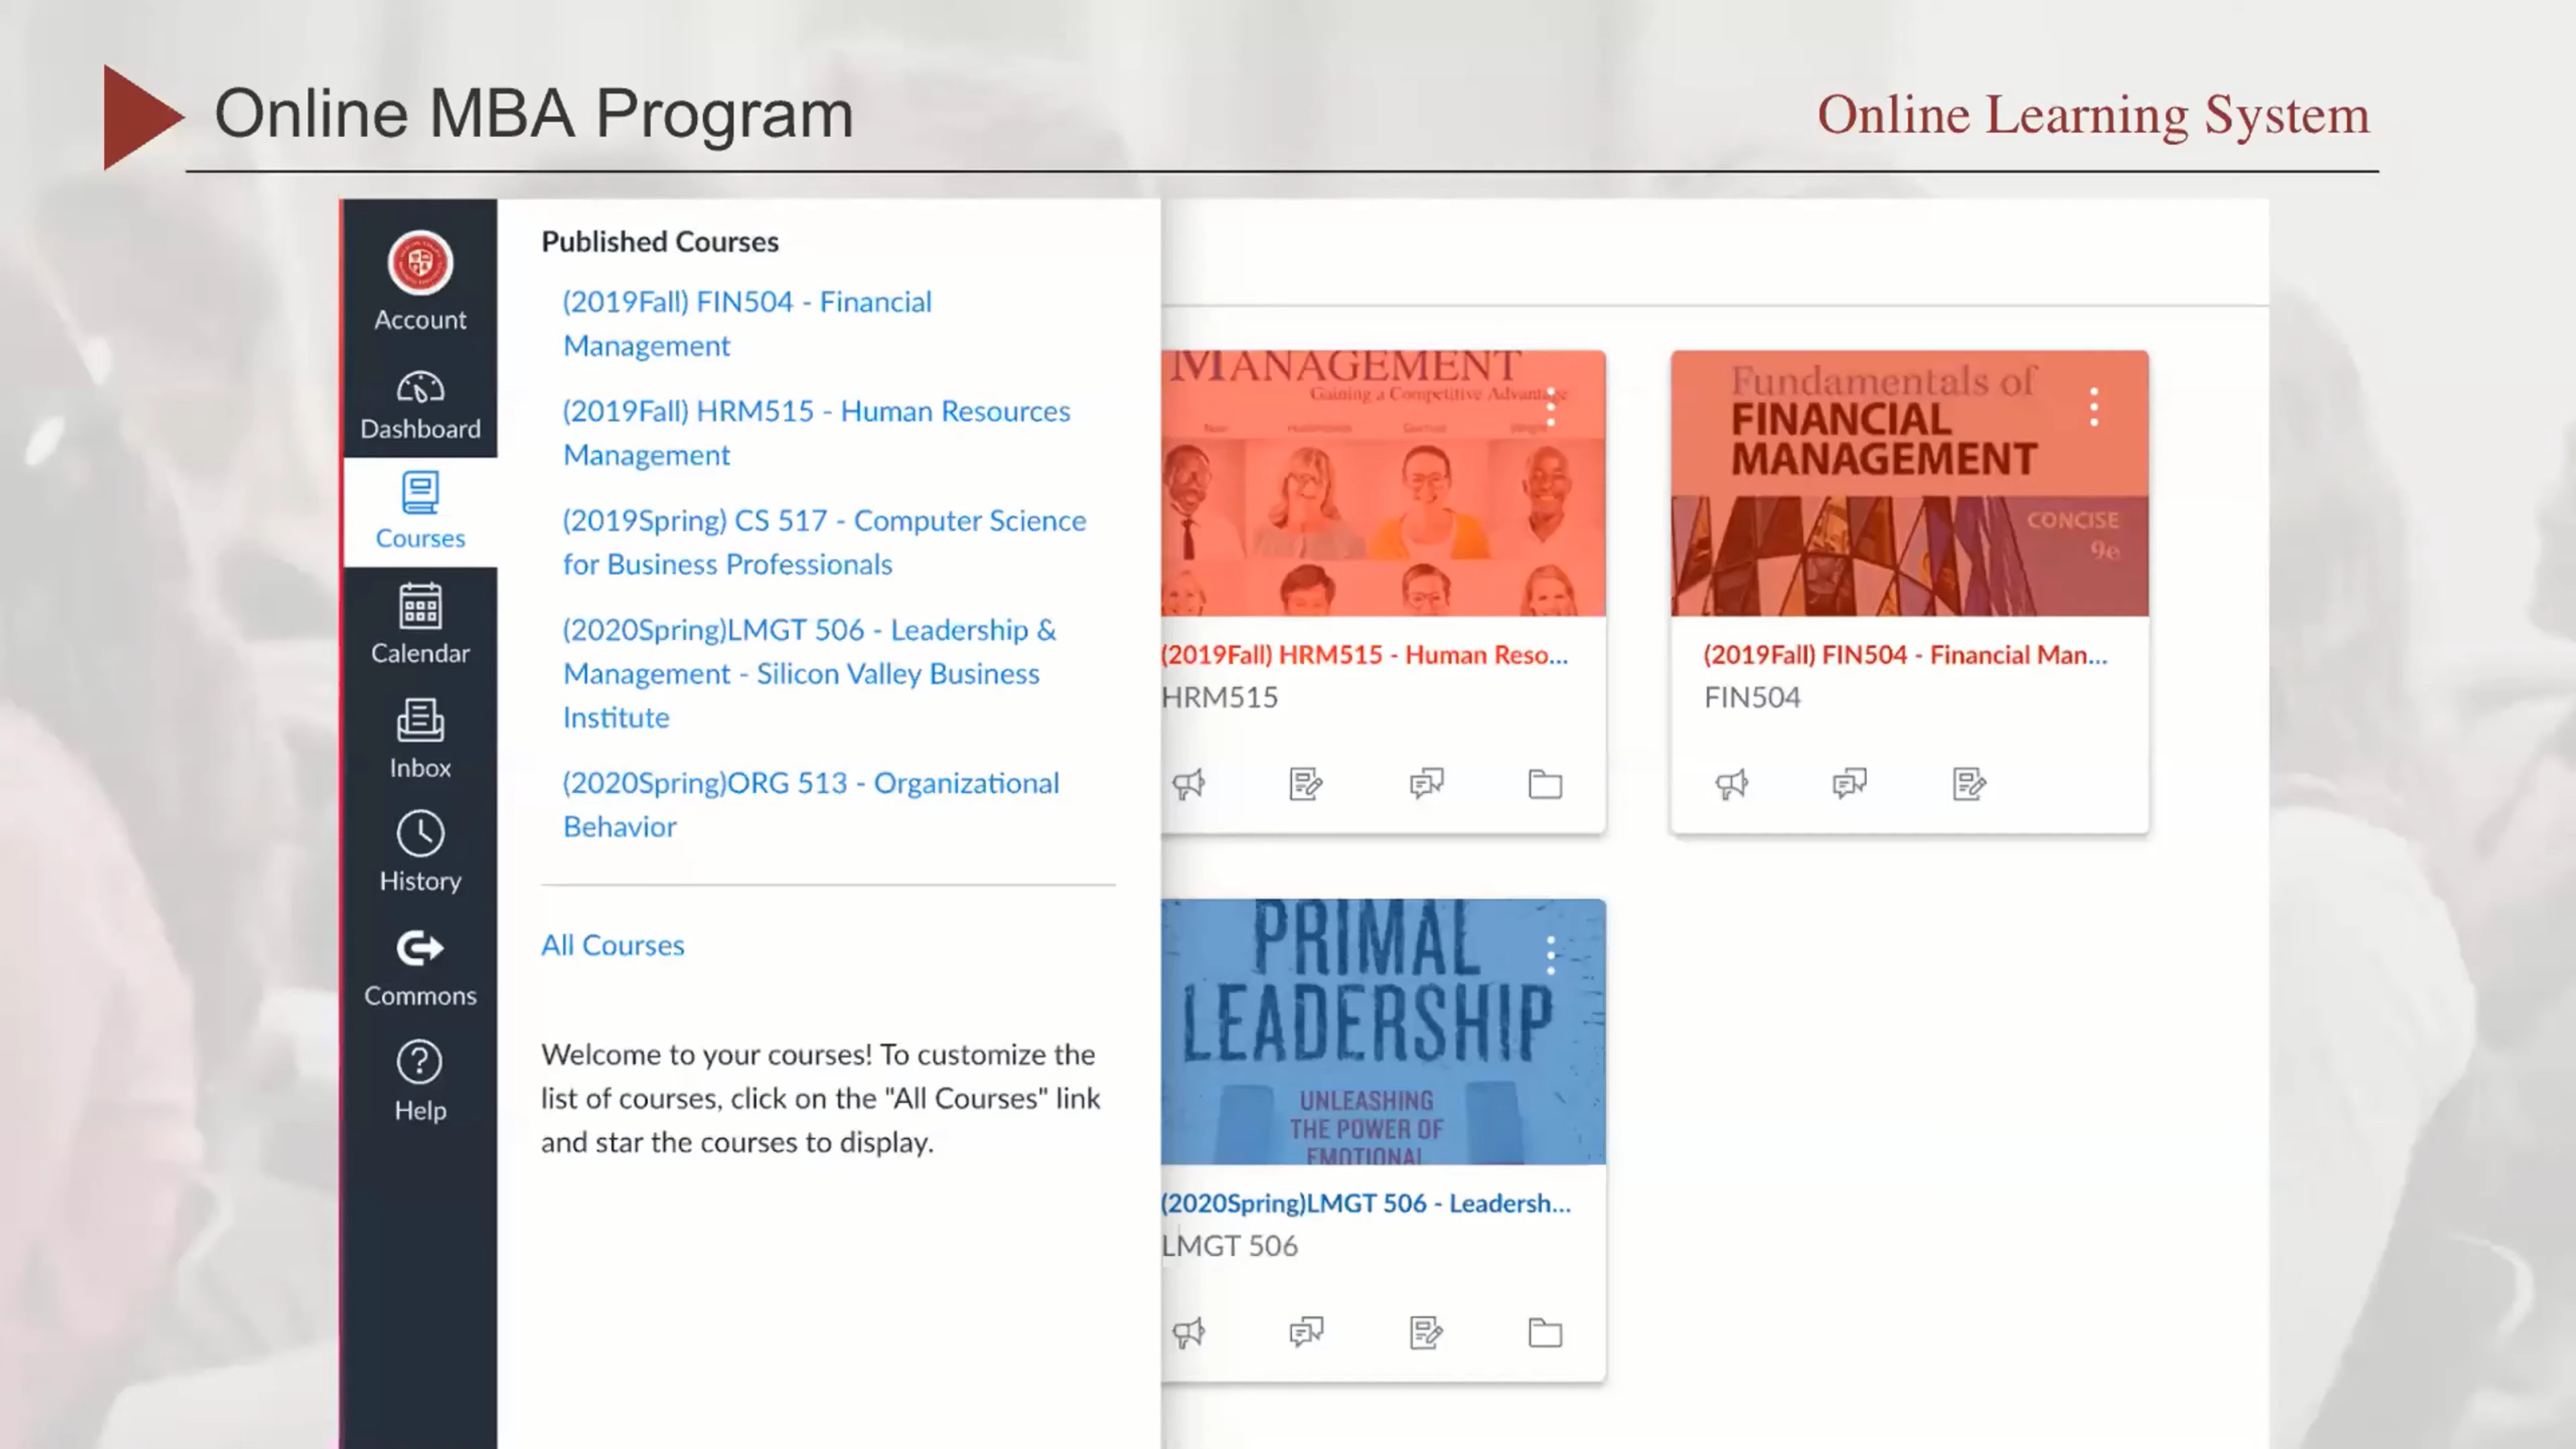 Online MBA Program
Online Learning System
Account
Dashboard
Courses
Calendar
Inbox
History
Commons
Help
Published Courses
(2019Fall) FIN504 - Financial
Management
(2019Fall) HRM515 - Human Resources
Management
(2019Spring) CS 517 - Computer Science
for Business Professionals
(2020Spring)LMGT 506 - Leadership &
Management - Silicon Valley Business
Institute
(2020Spring)ORG 513 - Organizational
Behavior
All Courses
Welcome to your courses! To customize the
list of courses, click on the "All Courses" link
and star the courses to display.
MANAGEMENT
Gaining a Competitive Advantage
(2019Fall) HRM515 - Human Reso...
HRM515
Fundamentals of
FINANCIAL
MANAGEMENT
CONCISE
9e
(2019Fall) FIN504 - Financial Man...
FIN504
PRIMAL
LEADERSHIP
UNLEASHING
THE POWER OF
EMOTIONAL
(2020Spring)LMGT 506 - Leadersh...
LMGT 506